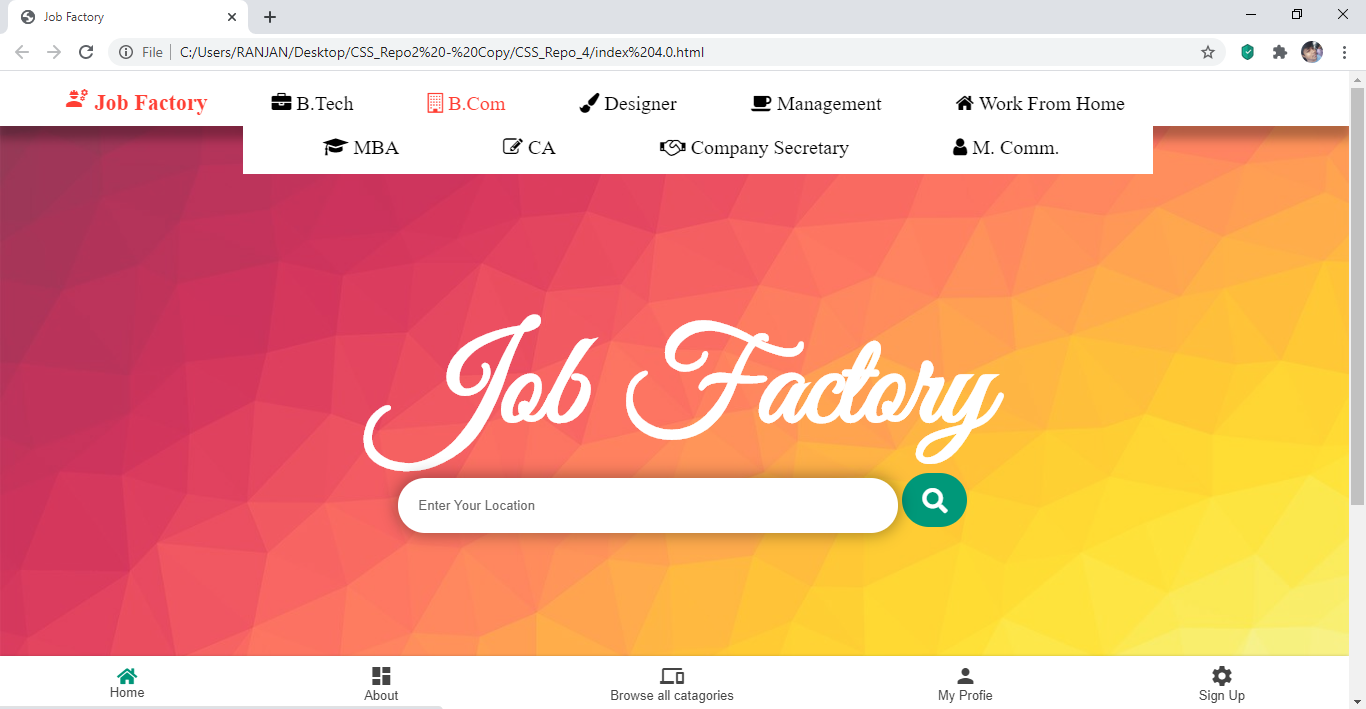 Job Factory
File C:/Users/RANJAN/Desktop/CSS_Repo2%20-%20Copy/CSS_Repo_4/index%204.0.html
Job Factory B.Tech B.Com Designer Management Work From Home
MBA CA Company Secretary M. Comm.
Job Factory
Enter Your Location
Home About Browse all catagories My Profie Sign Up